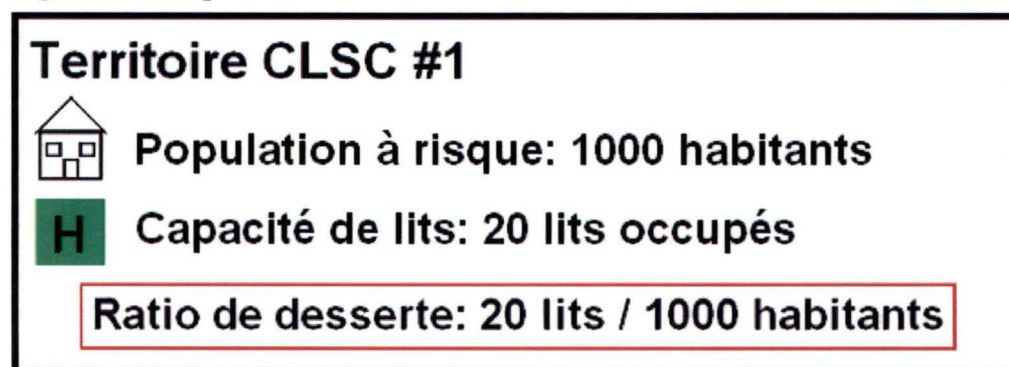 Territoire CLSC #1
Population à risque: 1000 habitants
H Capacité de lits: 20 lits occupés
Ratio de desserte: 20 lits / 1000 habitants